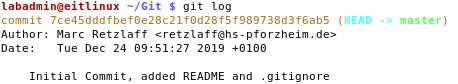 labadmin@eitlinux ~/Git $ git log
commit 7ce45dddfbef0e28c21f0d28f5f989738d3f6ab5 (HEAD -> master)
Author: Marc Retzlaff <retzlaff@hs-pforzheim.de>
Date:   Tue Dec 24 09:51:27 2019 +0100
    Initial Commit, added README and .gitignore